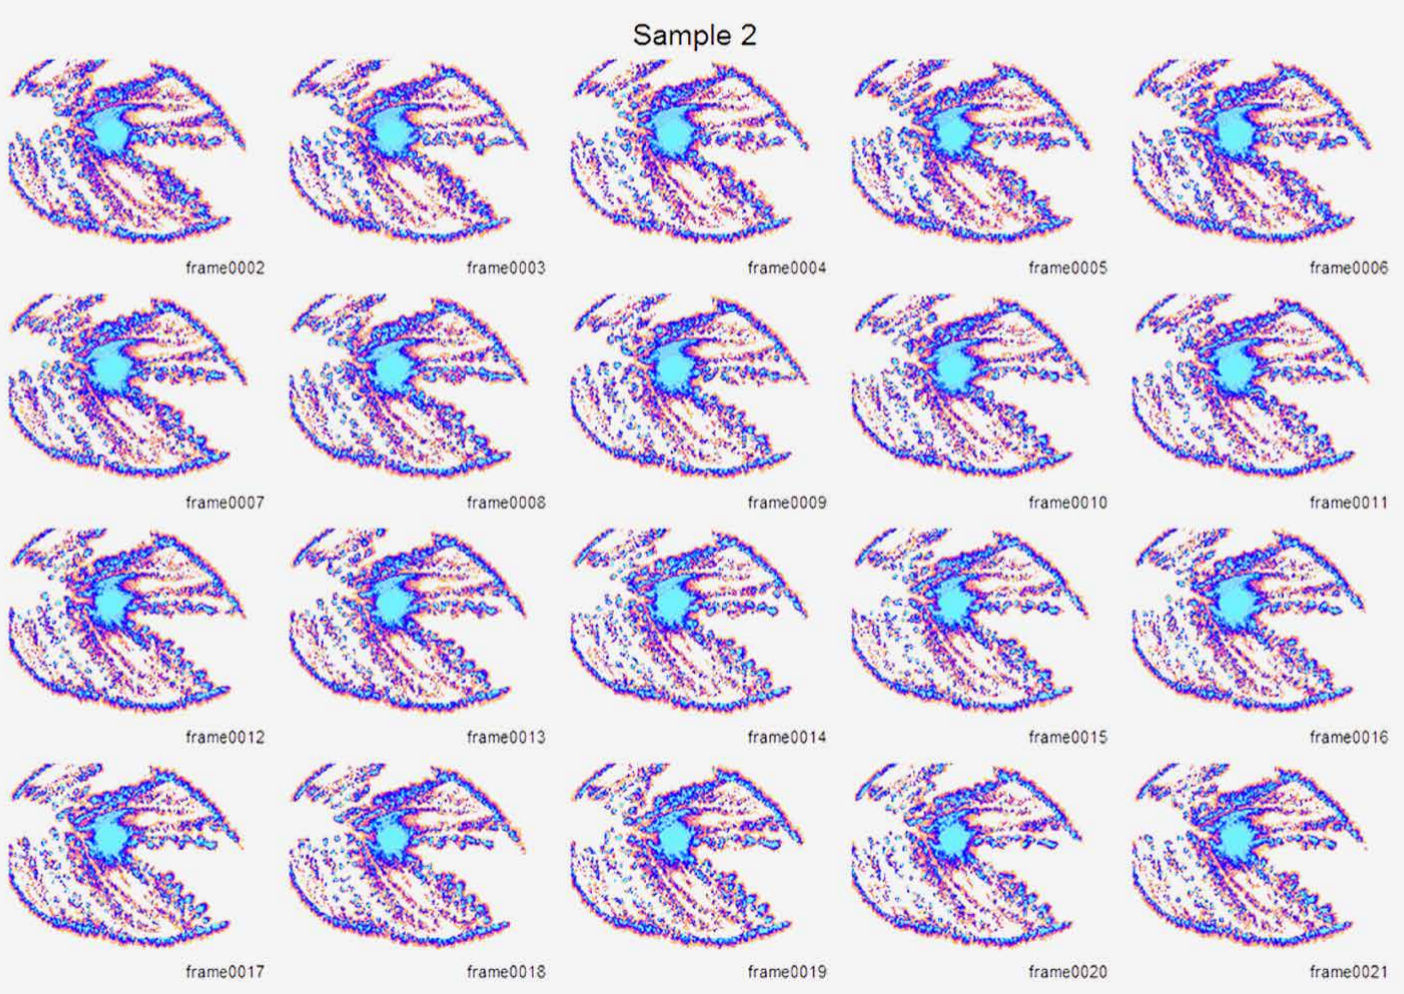 Sample 2
frame0002 frame0003 frame0004 frame0005 frame0006
frame0007 frame0008 frame0009 frame0010 frame0011
frame0012 frame0013 frame0014 frame0015 frame0016
frame0017 frame0018 frame0019 frame0020 frame0021